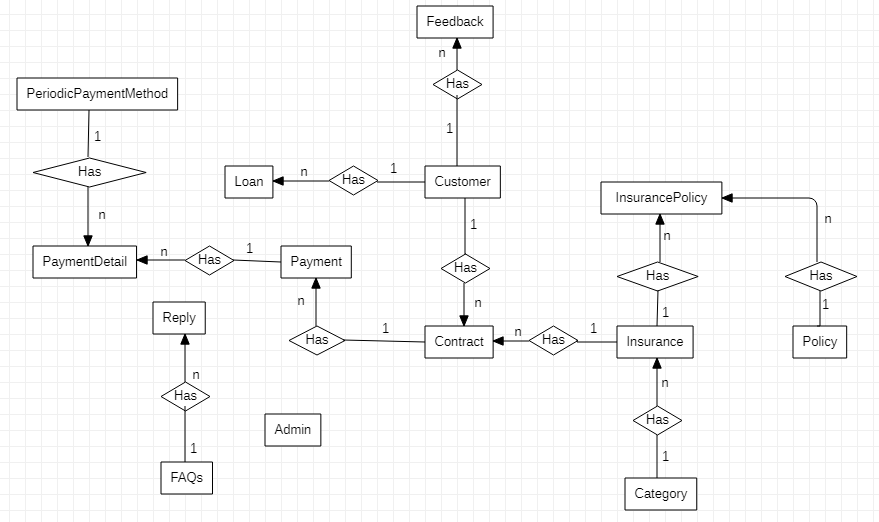 Feedback
n
Has
1
PeriodicPaymentMethod
1
Has
n
Loan
n
Has
1
Customer
1
Has
n
InsurancePolicy
n
Has
1
n
Has
1
PaymentDetail
n
Has
1
Payment
n
Has
1
Contract
n
Has
1
Insurance
Policy
Reply
n
Has
1
FAQs
Admin
n
Has
1
Category